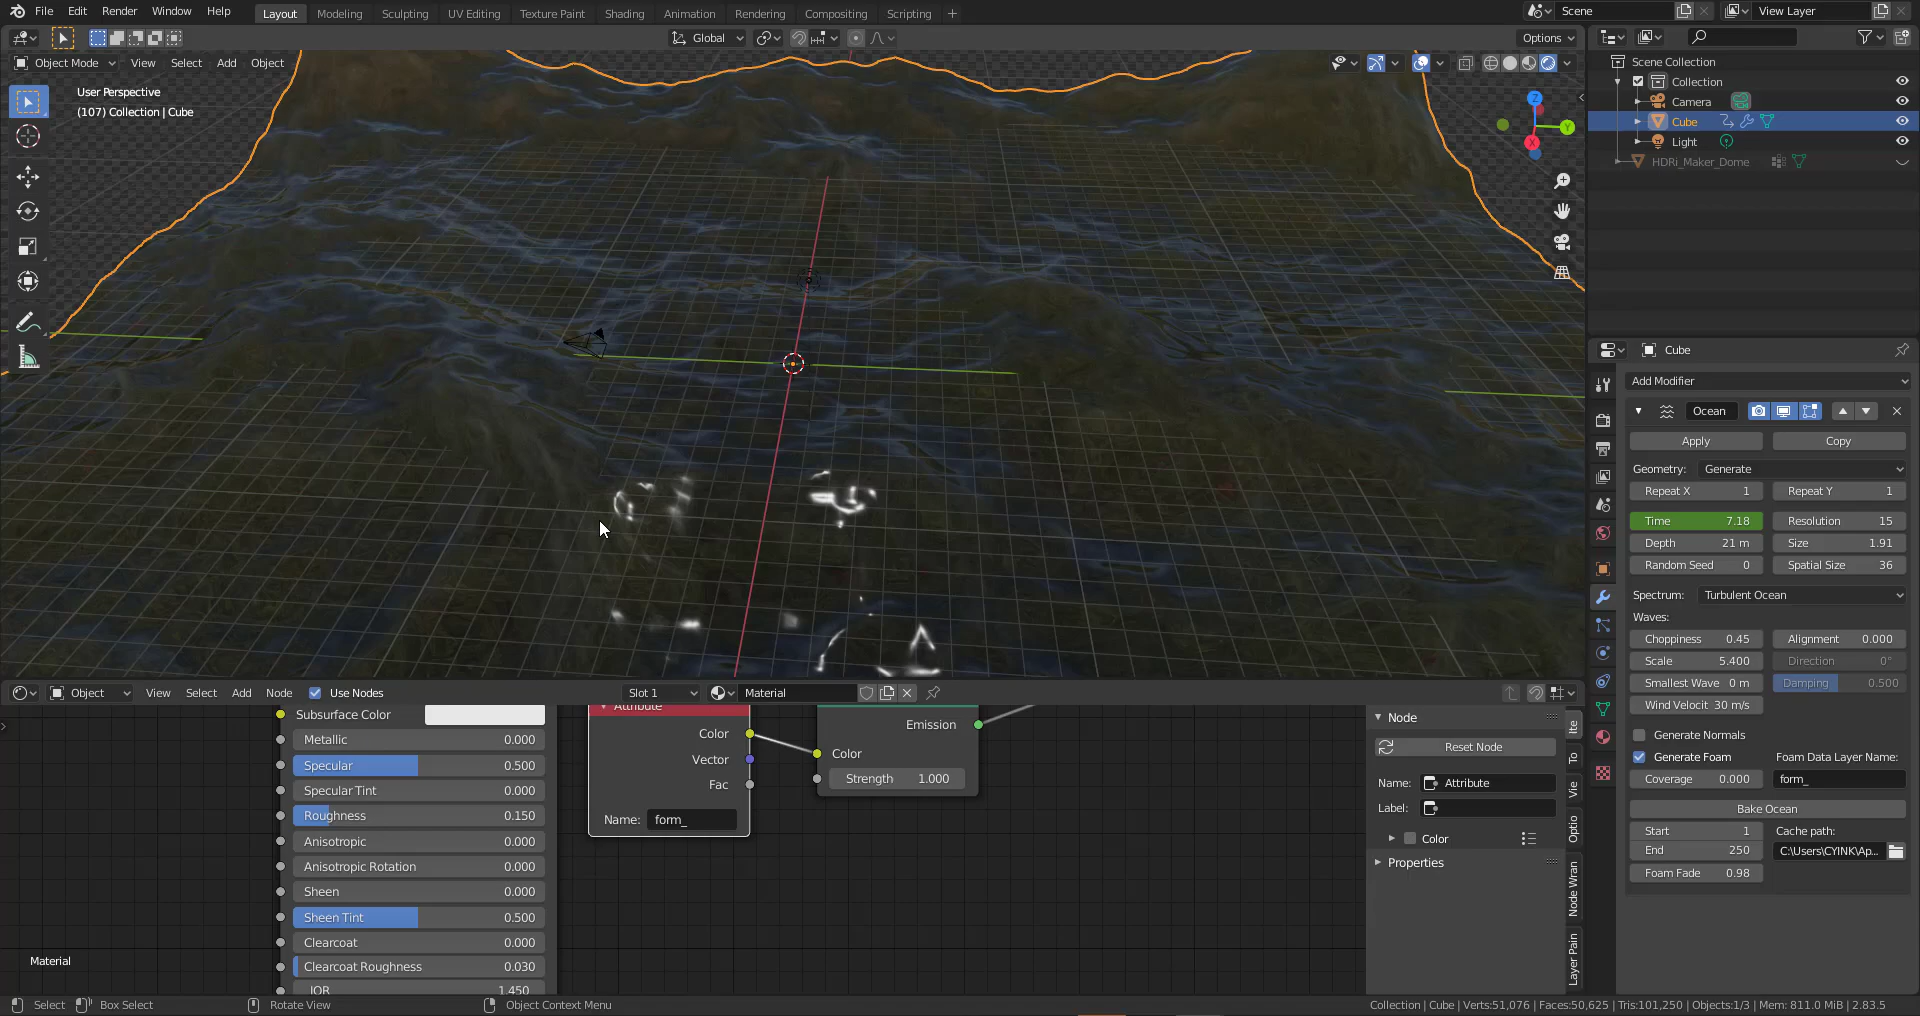 File Edit Render Window Help Layout Modeling Sculpting UV Editing Texture Paint Shading Animation Rendering Compositing Scripting + Scene View Layer
Global Options
Object Mode View Select Add Object
User Perspective
(107) Collection | Cube
Z
Y
X
Scene Collection
Collection
Camera
Cube
Light
HDRi_Maker_Dome
Cube
Add Modifier
Ocean
Apply Copy
Geometry: Generate
Repeat X 1 Repeat Y 1
Time 7.18 Resolution 15
Depth 21 m Size 1.91
Random Seed 0 Spatial Size 36
Spectrum: Turbulent Ocean
Waves:
Choppiness 0.45 Alignment 0.000
Scale 5.400 Direction 0°
Smallest Wave 0 m Damping 0.500
Wind Velocit 30 m/s
Generate Normals
Generate Foam Foam Data Layer Name:
Coverage 0.000 form_
Bake Ocean
Start 1 Cache path:
End 250 C:\Users\CYINK\Ap...
Foam Fade 0.98
Object View Select Add Node Use Nodes Slot 1 Material
Subsurface Color
Metallic 0.000
Specular 0.500
Specular Tint 0.000
Roughness 0.150
Anisotropic 0.000
Anisotropic Rotation 0.000
Sheen 0.000
Sheen Tint 0.500
Clearcoat 0.000
Clearcoat Roughness 0.030
IOR 1.450
Attribute
Color
Vector
Fac
Name: form_
Emission
Color
Strength 1.000
Material
Node
Reset Node
Name: Attribute
Label:
Color
Properties
Ite
To
Vie
Optio
Node Wran
Layer Pain
Select Box Select Rotate View Object Context Menu Collection | Cube | Verts:51,076 | Faces:50,625 | Tris:101,250 | Objects:1/3 | Mem: 811.0 MiB | 2.83.5